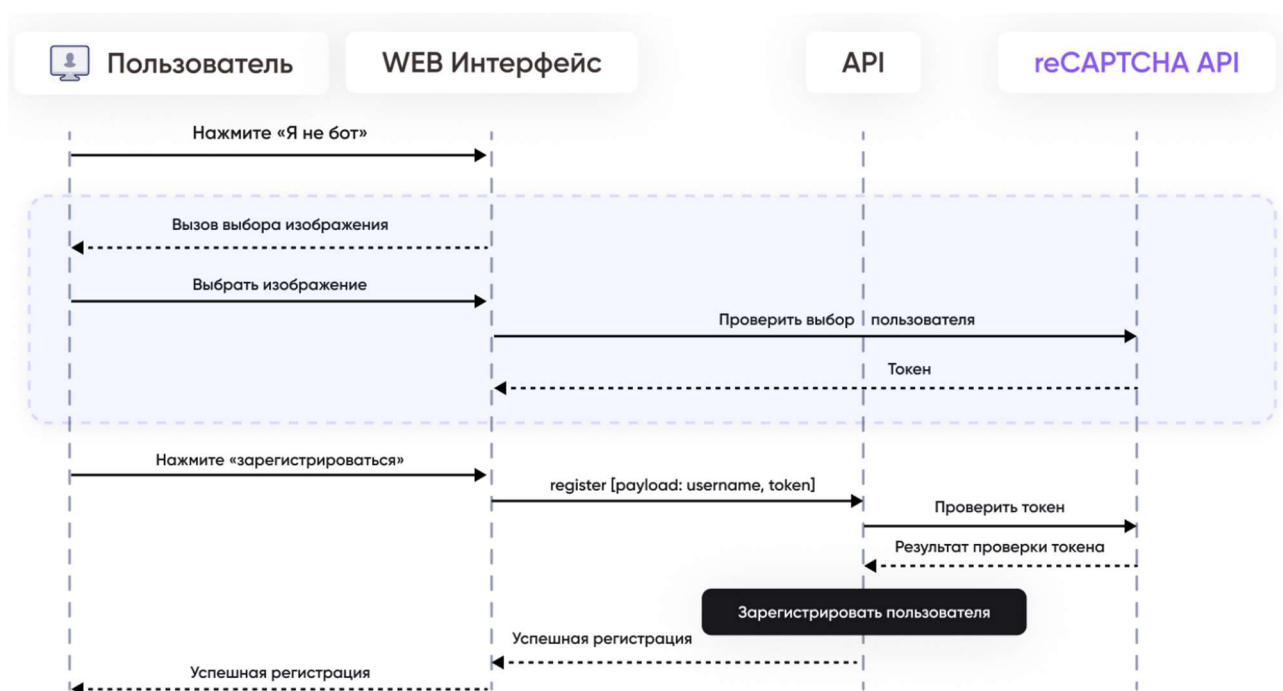 Пользователь
WEB Интерфейс
API
reCAPTCHA API
Нажмите «Я не бот»
Вызов выбора изображения
Выбрать изображение
Проверить выбор пользователя
Токен
Нажмите «зарегистрироваться»
register [payload: username, token]
Проверить токен
Результат проверки токена
Зарегистрировать пользователя
Успешная регистрация
Успешная регистрация